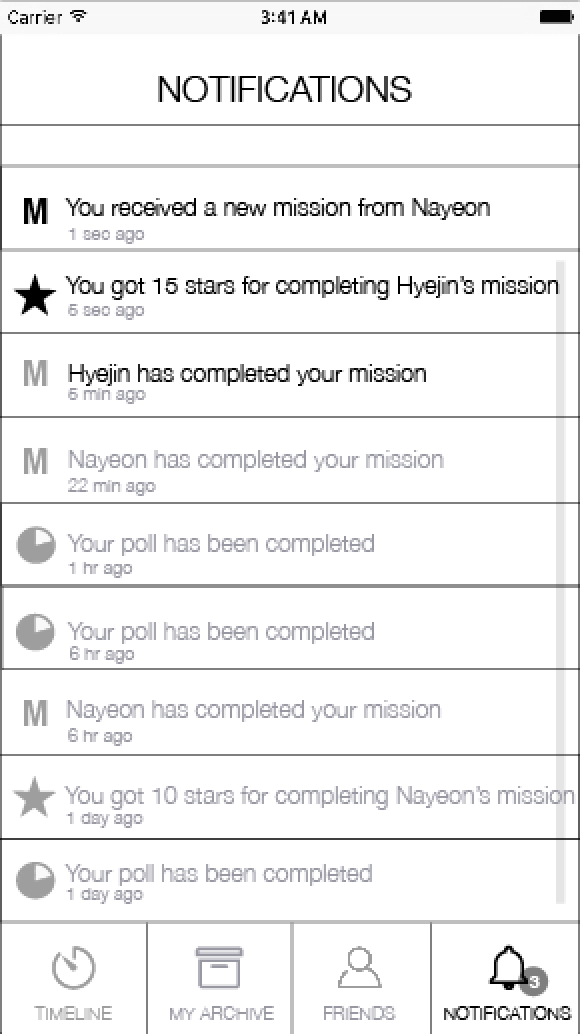 Carrier 3:41 AM
NOTIFICATIONS
M You received a new mission from Nayeon
1 sec ago
You got 15 stars for completing Hyejin's mission
5 sec ago
M Hyejin has completed your mission
5 min ago
M Nayeon has completed your mission
22 min ago
Your poll has been completed
1 hr ago
Your poll has been completed
6 hr ago
M Nayeon has completed your mission
6 hr ago
You got 10 stars for completing Nayeon's mission
1 day ago
Your poll has been completed
1 day ago
3
TIMELINE MY ARCHIVE FRIENDS NOTIFICATIONS